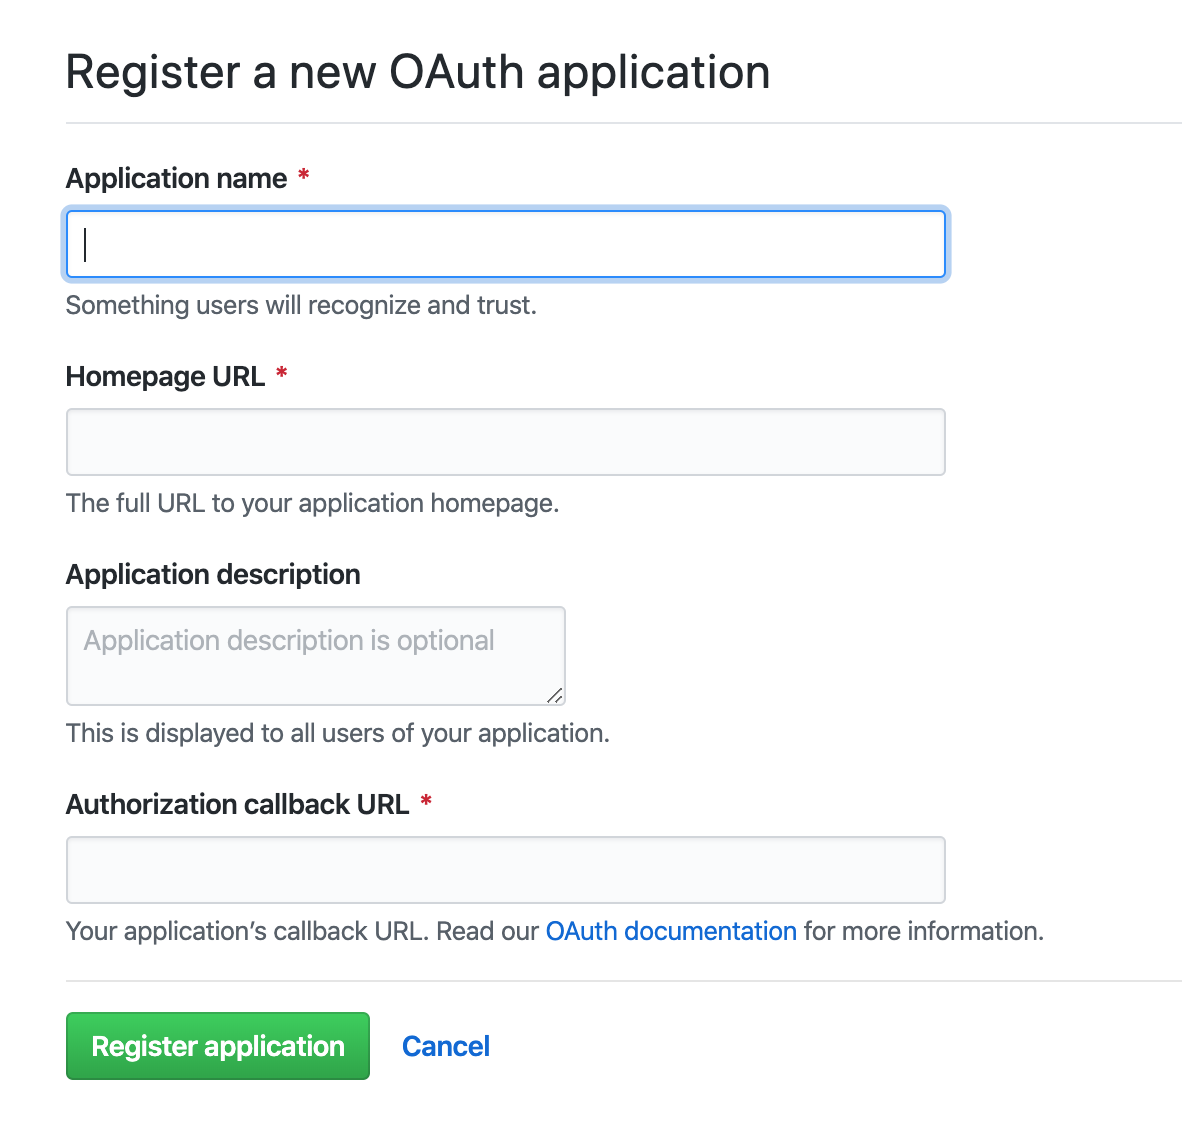 Register a new OAuth application
Application name *
Something users will recognize and trust.
Homepage URL *
The full URL to your application homepage.
Application description
Application description is optional
This is displayed to all users of your application.
Authorization callback URL *
Your application’s callback URL. Read our OAuth documentation for more information.
Register application Cancel